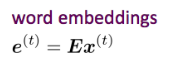 word embeddings
e^(t) = Ex^(t)